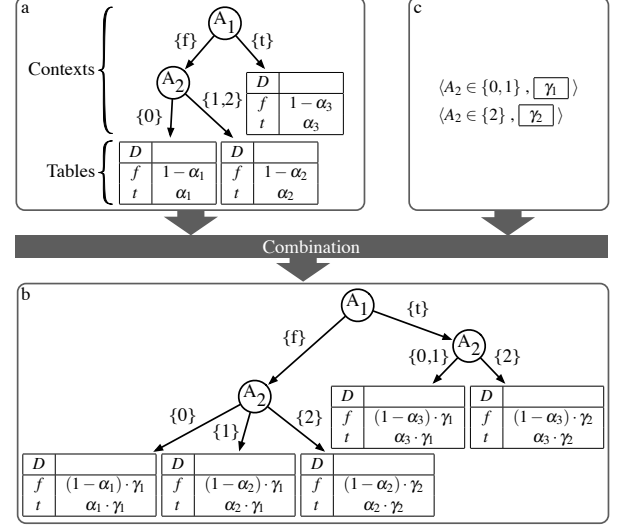 a
A1
{f} {t}
Contexts
A2
{0} {1,2}
D
f 1−α3
t α3
Tables
D
f 1−α1
t α1
D
f 1−α2
t α2
c
⟨A2 ∈ {0,1} , γ1 ⟩
⟨A2 ∈ {2} , γ2 ⟩
Combination
b
A1
{f} {t}
A2
{0,1} {2}
D
f (1−α3)·γ1
t α3·γ1
D
f (1−α3)·γ2
t α3·γ2
A2
{0} {1} {2}
D
f (1−α1)·γ1
t α1·γ1
D
f (1−α2)·γ1
t α2·γ1
D
f (1−α2)·γ2
t α2·γ2